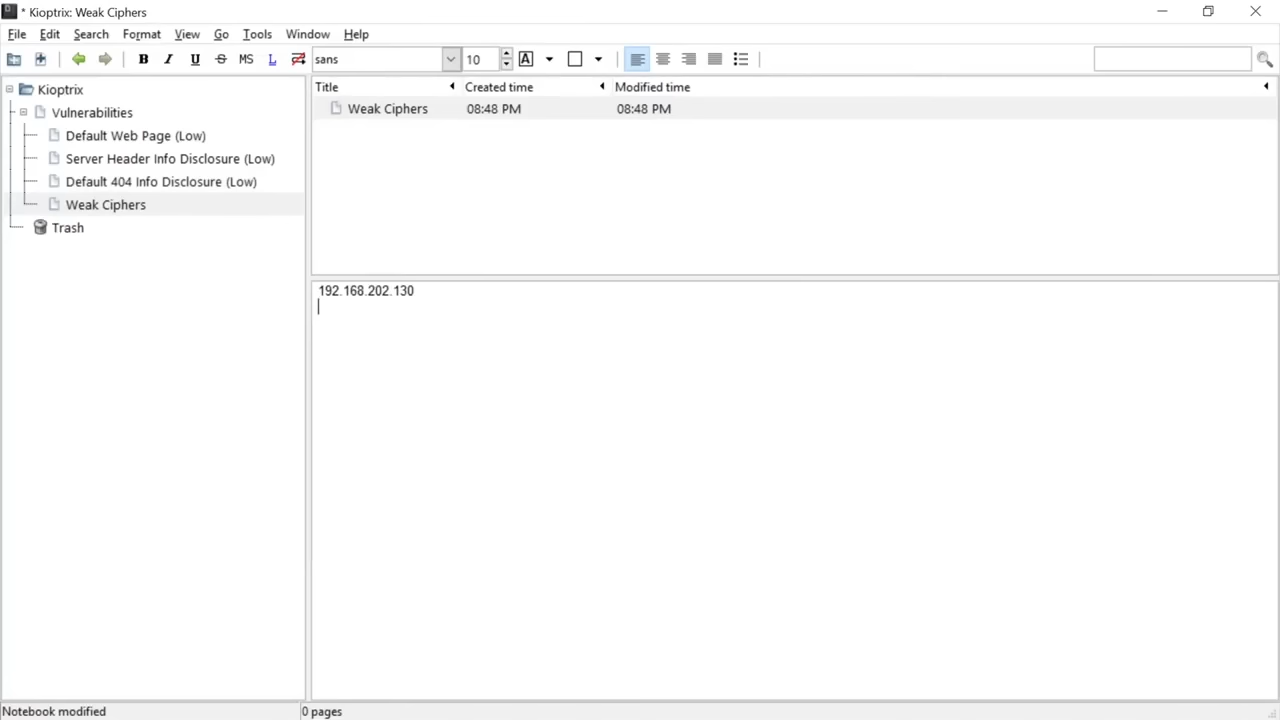 * Kioptrix: Weak Ciphers
File Edit Search Format View Go Tools Window Help
B I U S MS L sans 10 A
Kioptrix
Vulnerabilities
Default Web Page (Low)
Server Header Info Disclosure (Low)
Default 404 Info Disclosure (Low)
Weak Ciphers
Trash
Title Created time Modified time
Weak Ciphers 08:48 PM 08:48 PM
192.168.202.130
Notebook modified 0 pages